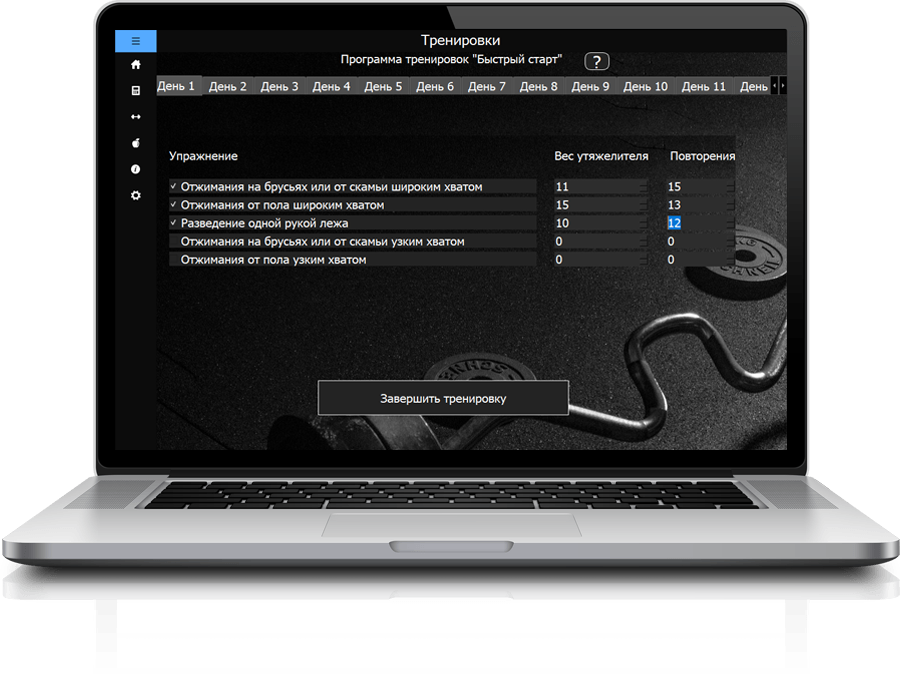 Тренировки
Программа тренировок "Быстрый старт" ?
День 1 День 2 День 3 День 4 День 5 День 6 День 7 День 8 День 9 День 10 День 11 День
Упражнение Вес утяжелителя Повторения
✓ Отжимания на брусьях или от скамьи широким хватом 11 15
✓ Отжимания от пола широким хватом 15 13
✓ Разведение одной рукой лежа 10 12
Отжимания на брусьях или от скамьи узким хватом 0 0
Отжимания от пола узким хватом 0 0
Завершить тренировку